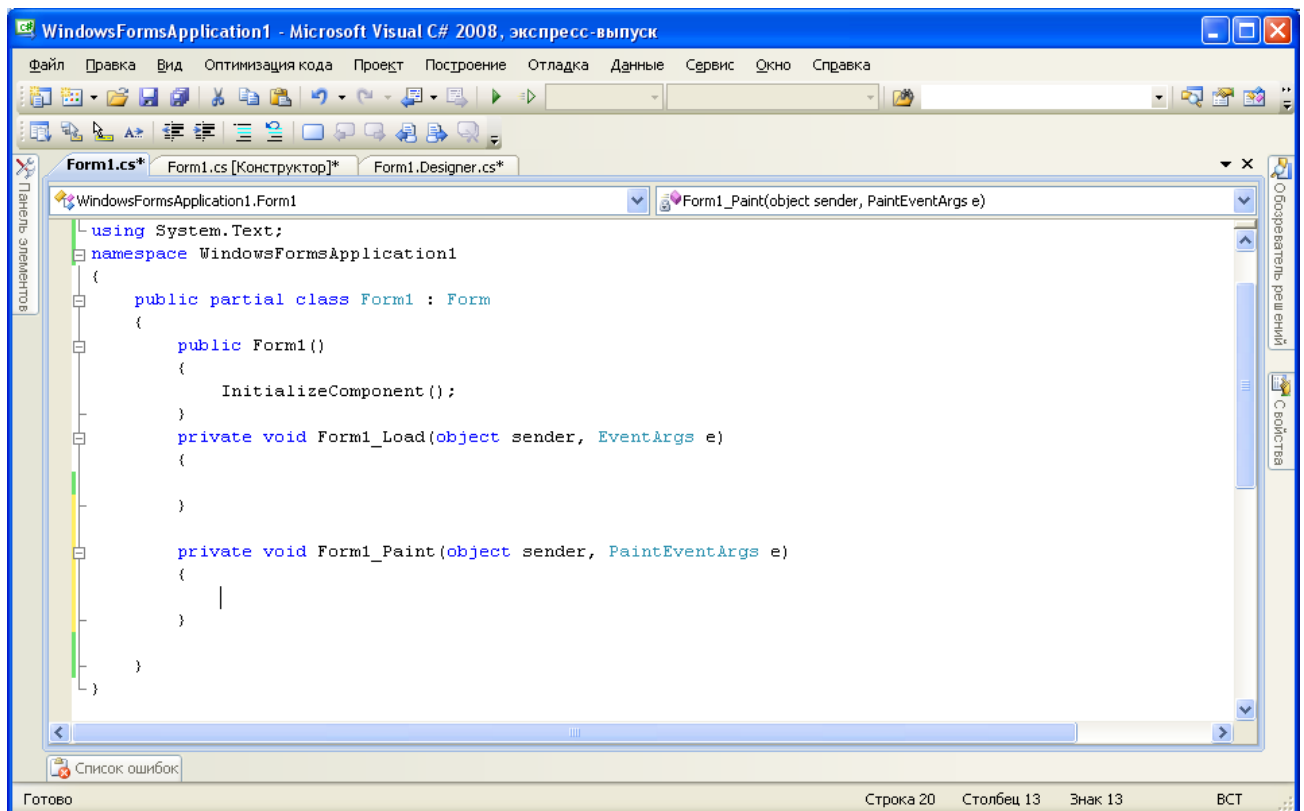 WindowsFormsApplication1 - Microsoft Visual C# 2008, экспресс-выпуск
Файл Правка Вид Оптимизация кода Проект Построение Отладка Данные Сервис Окно Справка
Form1.cs* Form1.cs [Конструктор]* Form1.Designer.cs*
Панель элементов
WindowsFormsApplication1.Form1 Form1_Paint(object sender, PaintEventArgs e)
using System.Text;
namespace WindowsFormsApplication1
{
public partial class Form1 : Form
{
public Form1()
{
InitializeComponent();
}
private void Form1_Load(object sender, EventArgs e)
{
}
private void Form1_Paint(object sender, PaintEventArgs e)
{
}
}
}
Обозреватель решений
Свойства
Список ошибок
Готово Строка 20 Столбец 13 Знак 13 ВСТ